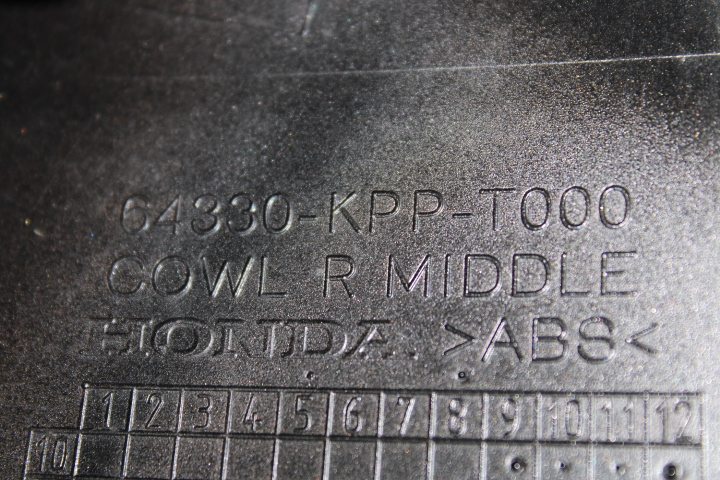 64330-KPP-T000
COWL R MIDDLE
HONDA >ABS<
1 2 3 4 5 6 7 8 9 10 11 12
10